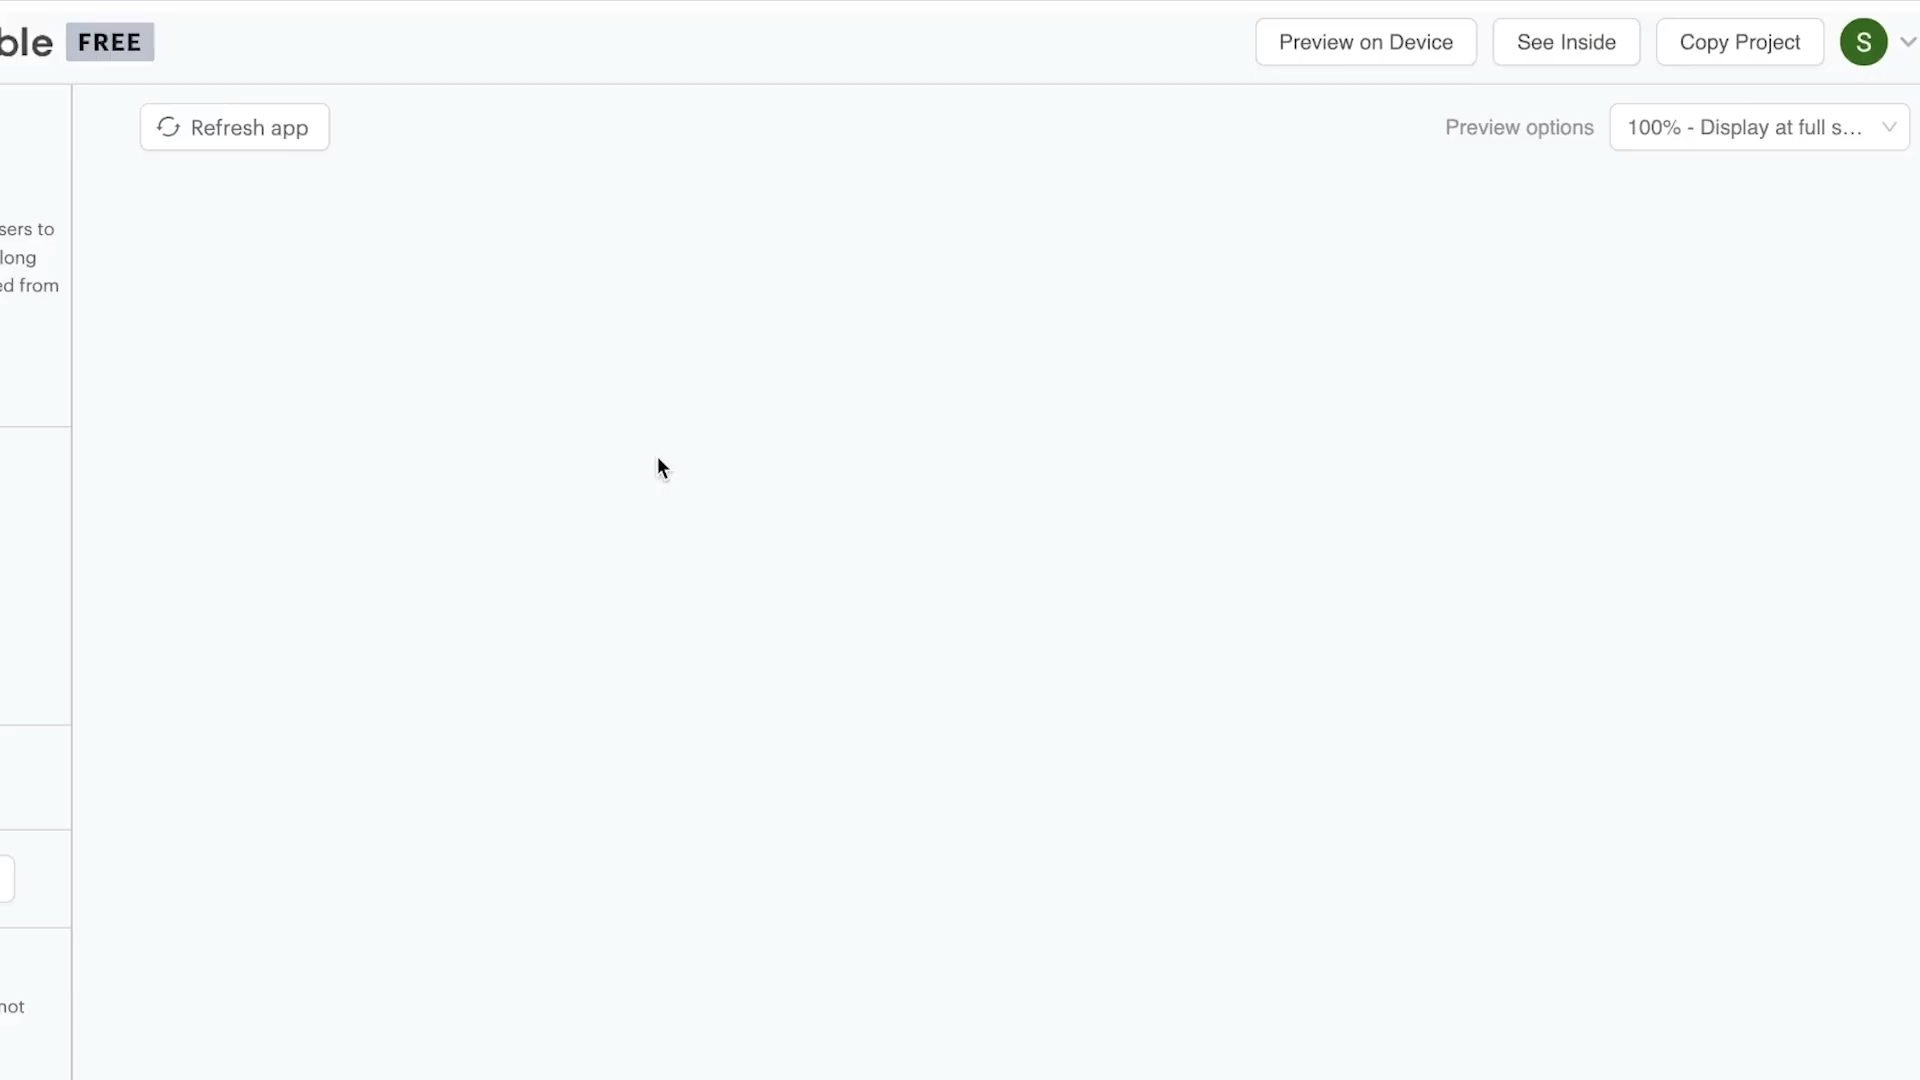 ble FREE
Preview on Device
See Inside
Copy Project
S
Refresh app
Preview options
100% - Display at full s...
sers to
long
ed from
not